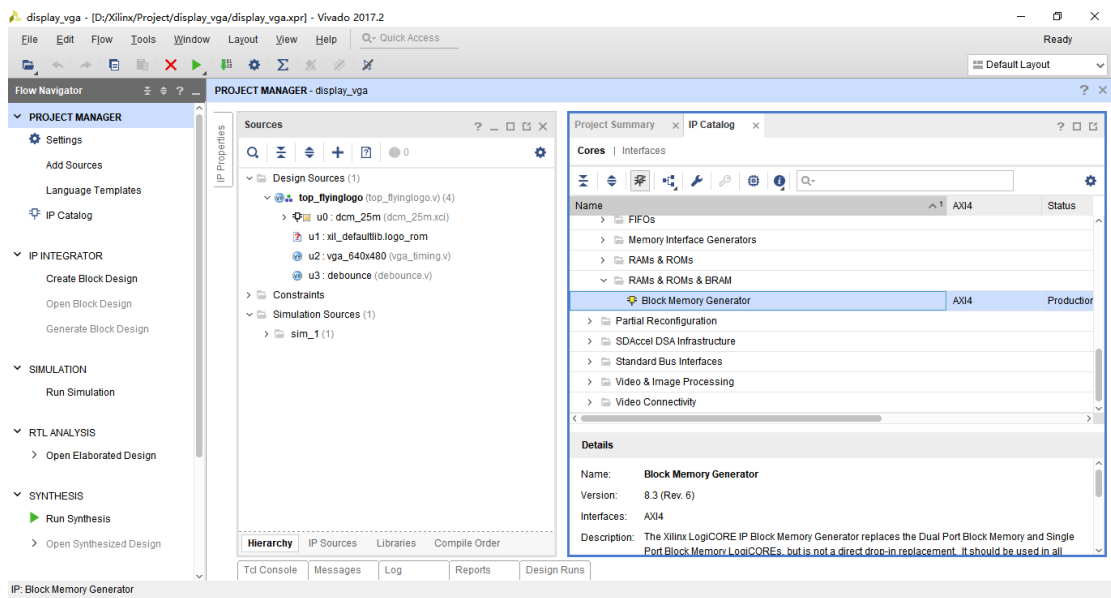 display_vga - [D:/Xilinx/Project/display_vga/display_vga.xpr] - Vivado 2017.2
File Edit Flow Tools Window Layout View Help Quick Access Ready
Default Layout
Flow Navigator ? _ PROJECT MANAGER - display_vga ? ×
PROJECT MANAGER
Settings
Add Sources
Language Templates
IP Catalog
IP INTEGRATOR
Create Block Design
Open Block Design
Generate Block Design
SIMULATION
Run Simulation
RTL ANALYSIS
Open Elaborated Design
SYNTHESIS
Run Synthesis
Open Synthesized Design
IP Properties
Sources
0
Design Sources (1)
top_flyinglogo (top_flyinglogo.v) (4)
u0 : dcm_25m (dcm_25m.xci)
u1 : xil_defaultlib.logo_rom
u2 : vga_640x480 (vga_timing.v)
u3 : debounce (debounce.v)
Constraints
Simulation Sources (1)
sim_1 (1)
Hierarchy IP Sources Libraries Compile Order
Project Summary × IP Catalog ×
Cores | Interfaces
Name 1 AXI4 Status
FIFOs
Memory Interface Generators
RAMs & ROMs
RAMs & ROMs & BRAM
Block Memory Generator AXI4 Production
Partial Reconfiguration
SDAccel DSA Infrastructure
Standard Bus Interfaces
Video & Image Processing
Video Connectivity
Details
Name: Block Memory Generator
Version: 8.3 (Rev. 6)
Interfaces: AXI4
Description: The Xilinx LogiCORE IP Block Memory Generator replaces the Dual Port Block Memory and Single
Port Block Memory LogiCOREs, but is not a direct drop-in replacement. It should be used in all
Tcl Console Messages Log Reports Design Runs
IP: Block Memory Generator